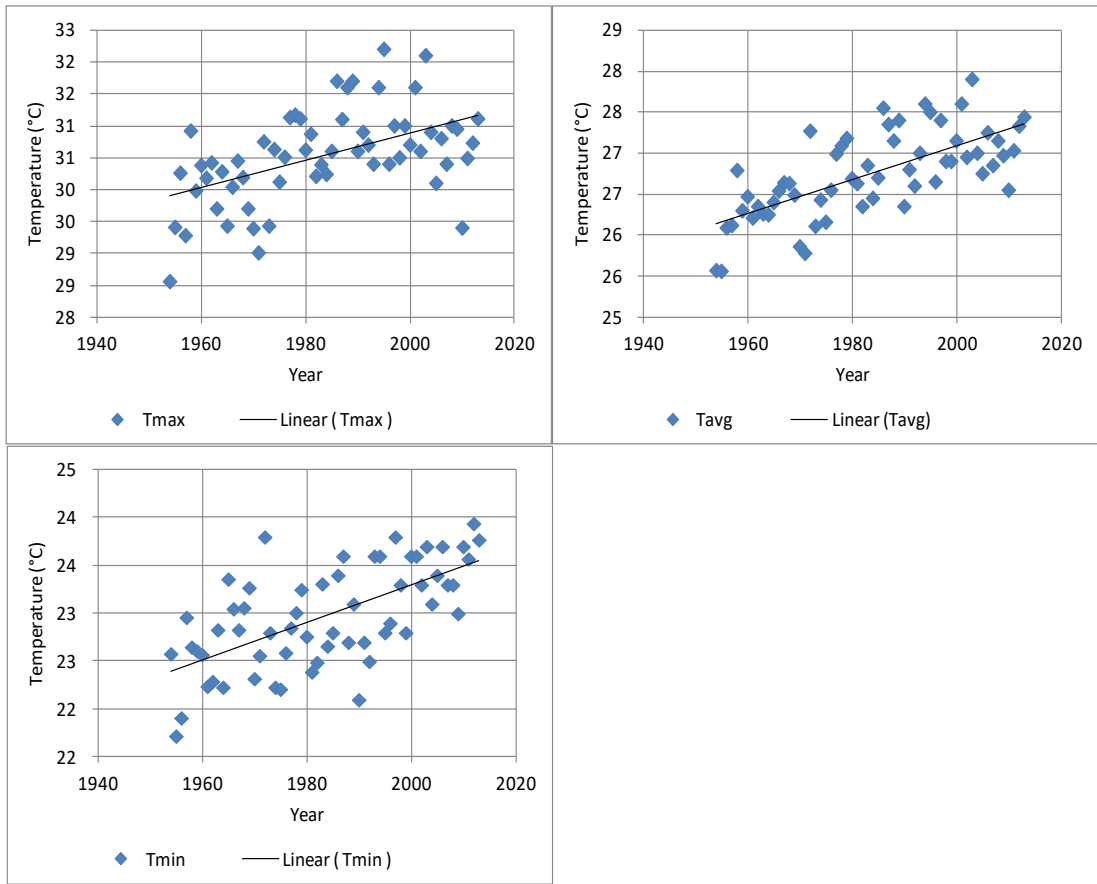 33
32
32
31
31
30
30
29
29
28
Temperature (°C)
1940 1960 1980 2000 2020
Year
Tmax Linear ( Tmax )
29
28
28
27
27
26
26
25
Temperature (°C)
1940 1960 1980 2000 2020
Year
Tavg Linear (Tavg)
25
24
24
23
23
22
22
Temperature (°C)
1940 1960 1980 2000 2020
Year
Tmin Linear ( Tmin )